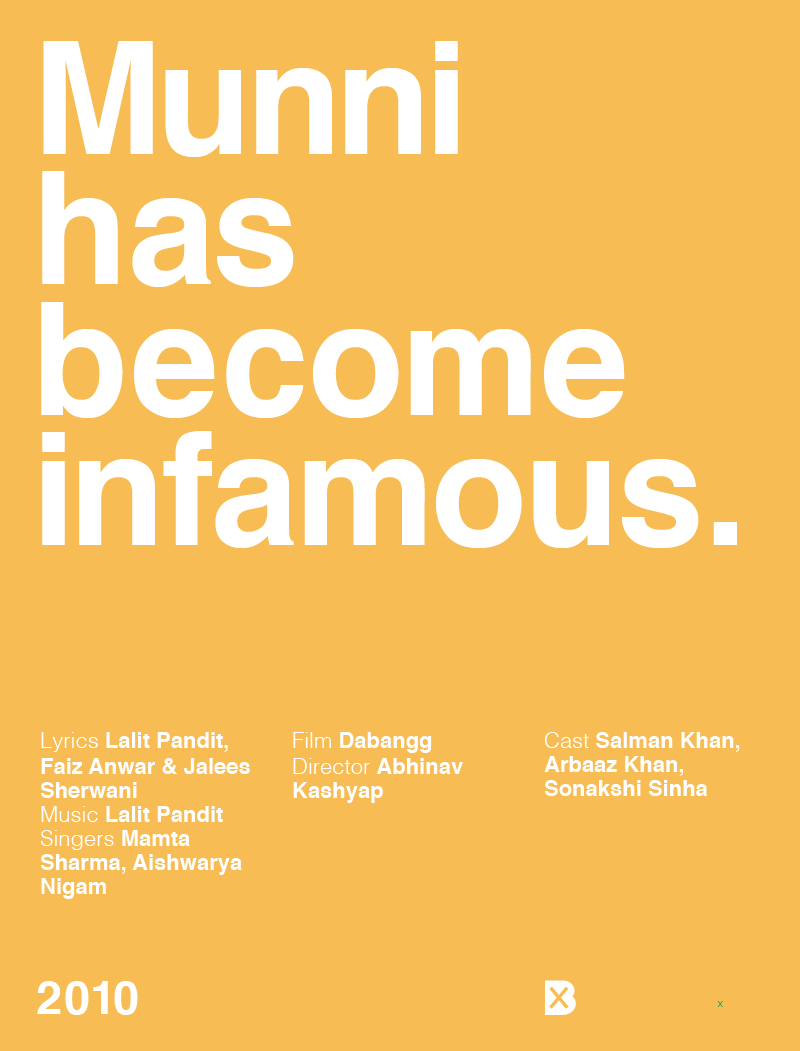 Munni
has
become
infamous.
Lyrics Lalit Pandit,
Faiz Anwar & Jalees
Sherwani
Music Lalit Pandit
Singers Mamta
Sharma, Aishwarya
Nigam
Film Dabangg
Director Abhinav
Kashyap
Cast Salman Khan,
Arbaaz Khan,
Sonakshi Sinha
2010
BX
x